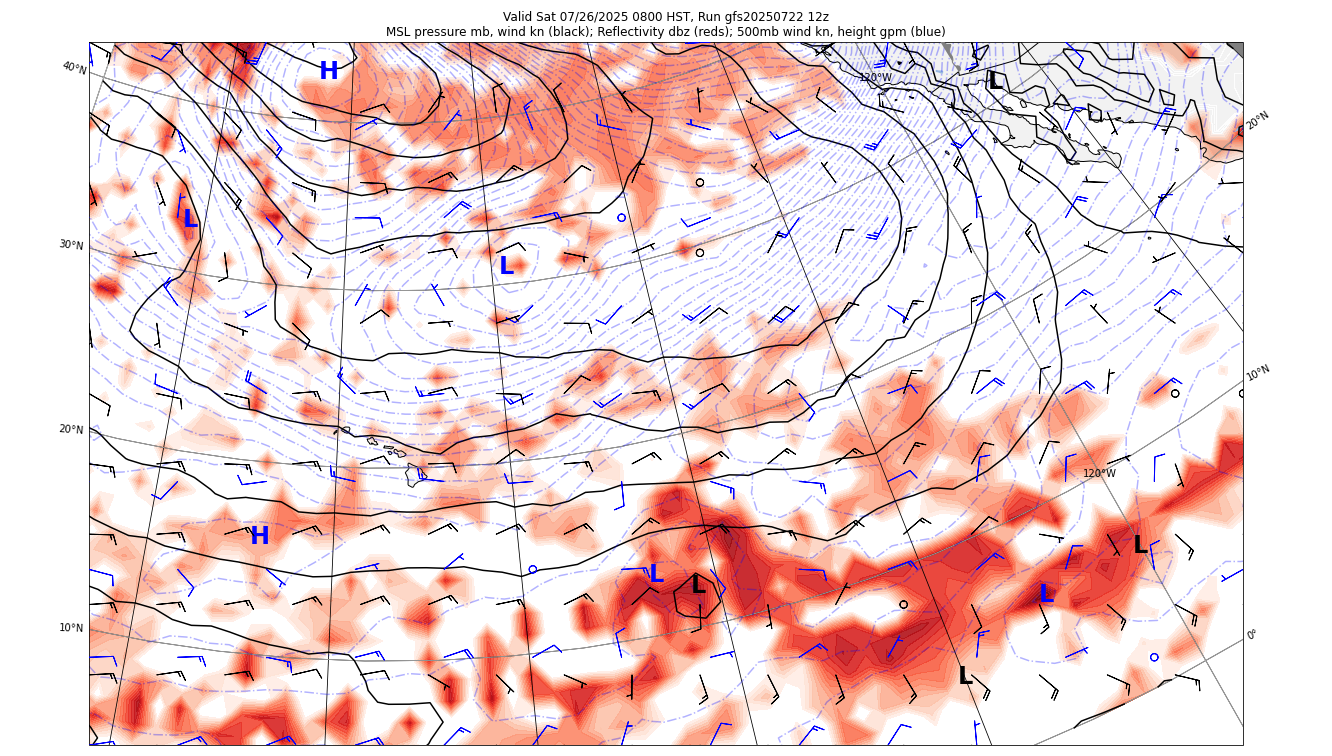 Valid Sat 07/26/2025 0800 HST, Run gfs20250722 12z
MSL pressure mb, wind kn (black); Reflectivity dbz (reds); 500mb wind kn, height gpm (blue)
40°N
H
120°W
L
20°N
L
30°N
L
10°N
20°N
120°W
H
L
L
L
L
10°N
0°
L